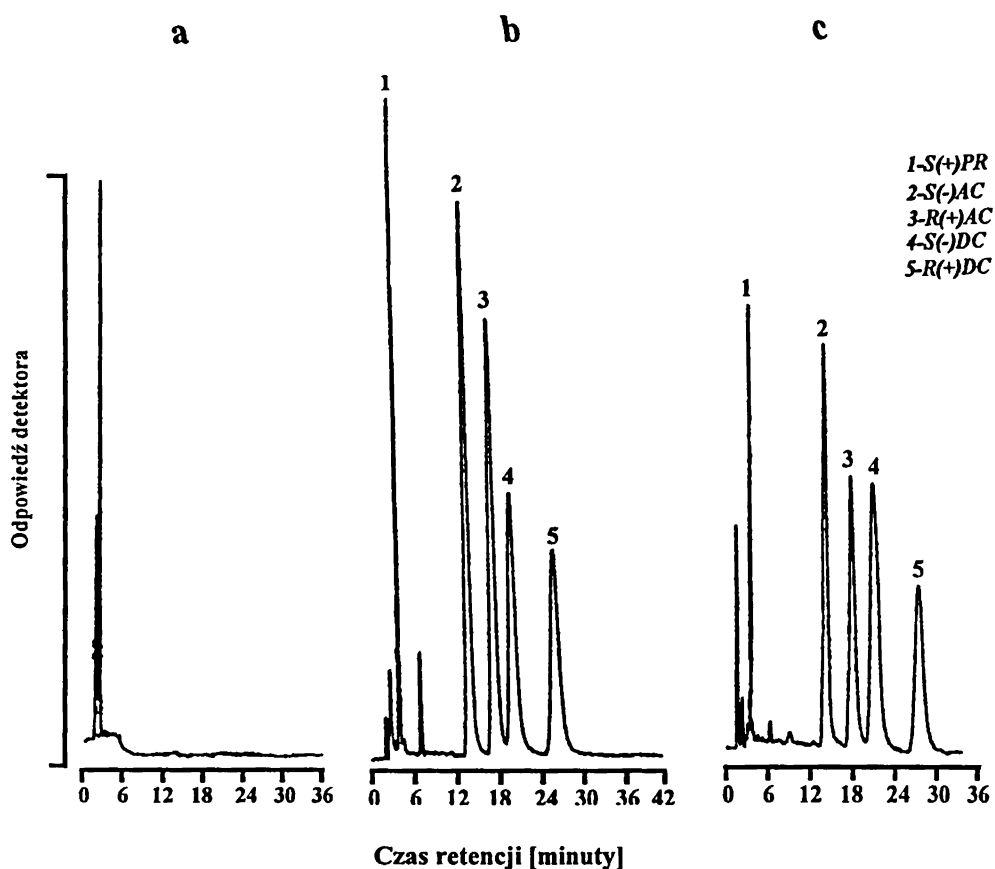 a b c
1 2 3 4 5
1 2 3 4 5
1-S(+)PR
2-S(-)AC
3-R(+)AC
4-S(-)DC
5-R(+)DC
Odpowiedź detektora
0 6 12 18 24 30 36
0 6 12 18 24 30 36 42
0 6 12 18 24 30 36
Czas retencji [minuty]